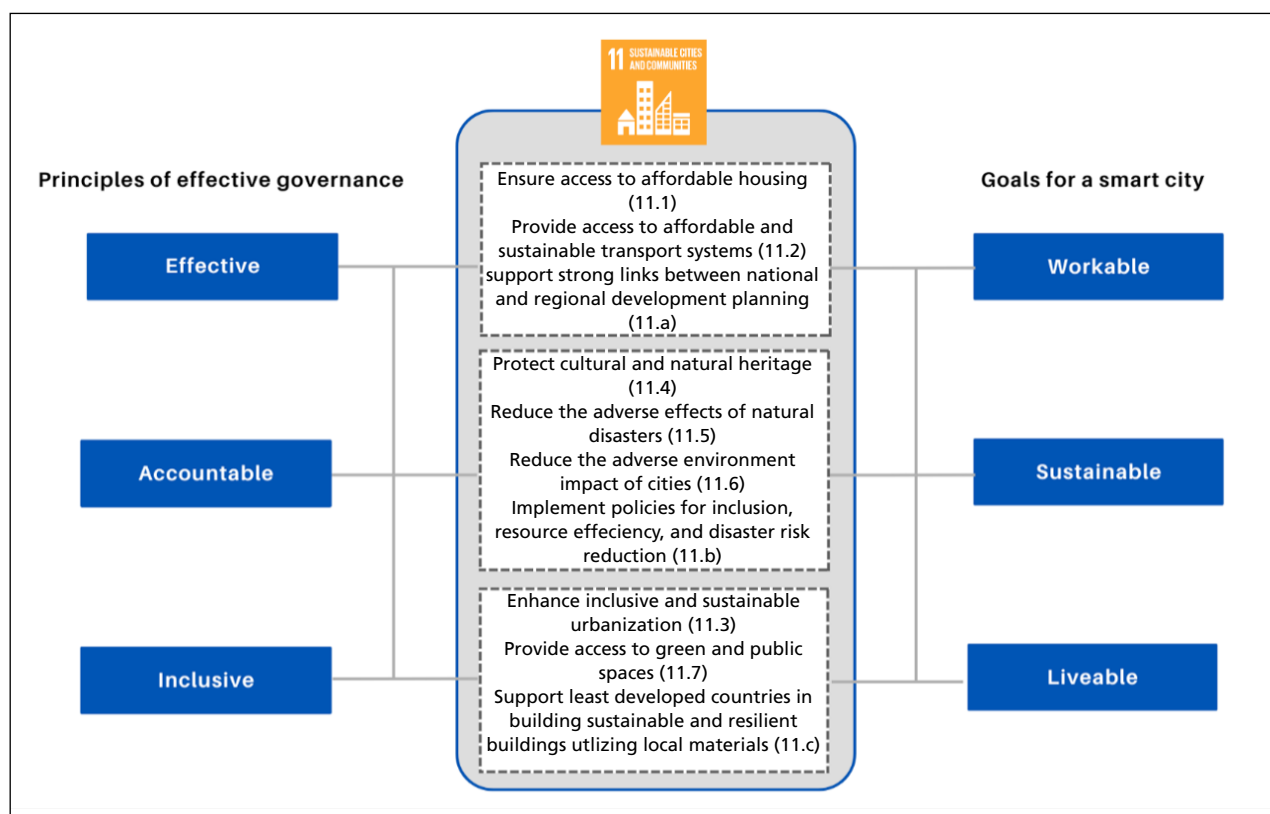 11 SUSTAINABLE CITIES
AND COMMUNITIES
Principles of effective governance
Effective
Accountable
Inclusive
Ensure access to affordable housing
(11.1)
Provide access to affordable and
sustainable transport systems (11.2)
support strong links between national
and regional development planning
(11.a)
Protect cultural and natural heritage
(11.4)
Reduce the adverse effects of natural
disasters (11.5)
Reduce the adverse environment
impact of cities (11.6)
Implement policies for inclusion,
resource effeciency, and disaster risk
reduction (11.b)
Enhance inclusive and sustainable
urbanization (11.3)
Provide access to green and public
spaces (11.7)
Support least developed countries in
building sustainable and resilient
buildings utlizing local materials (11.c)
Goals for a smart city
Workable
Sustainable
Liveable